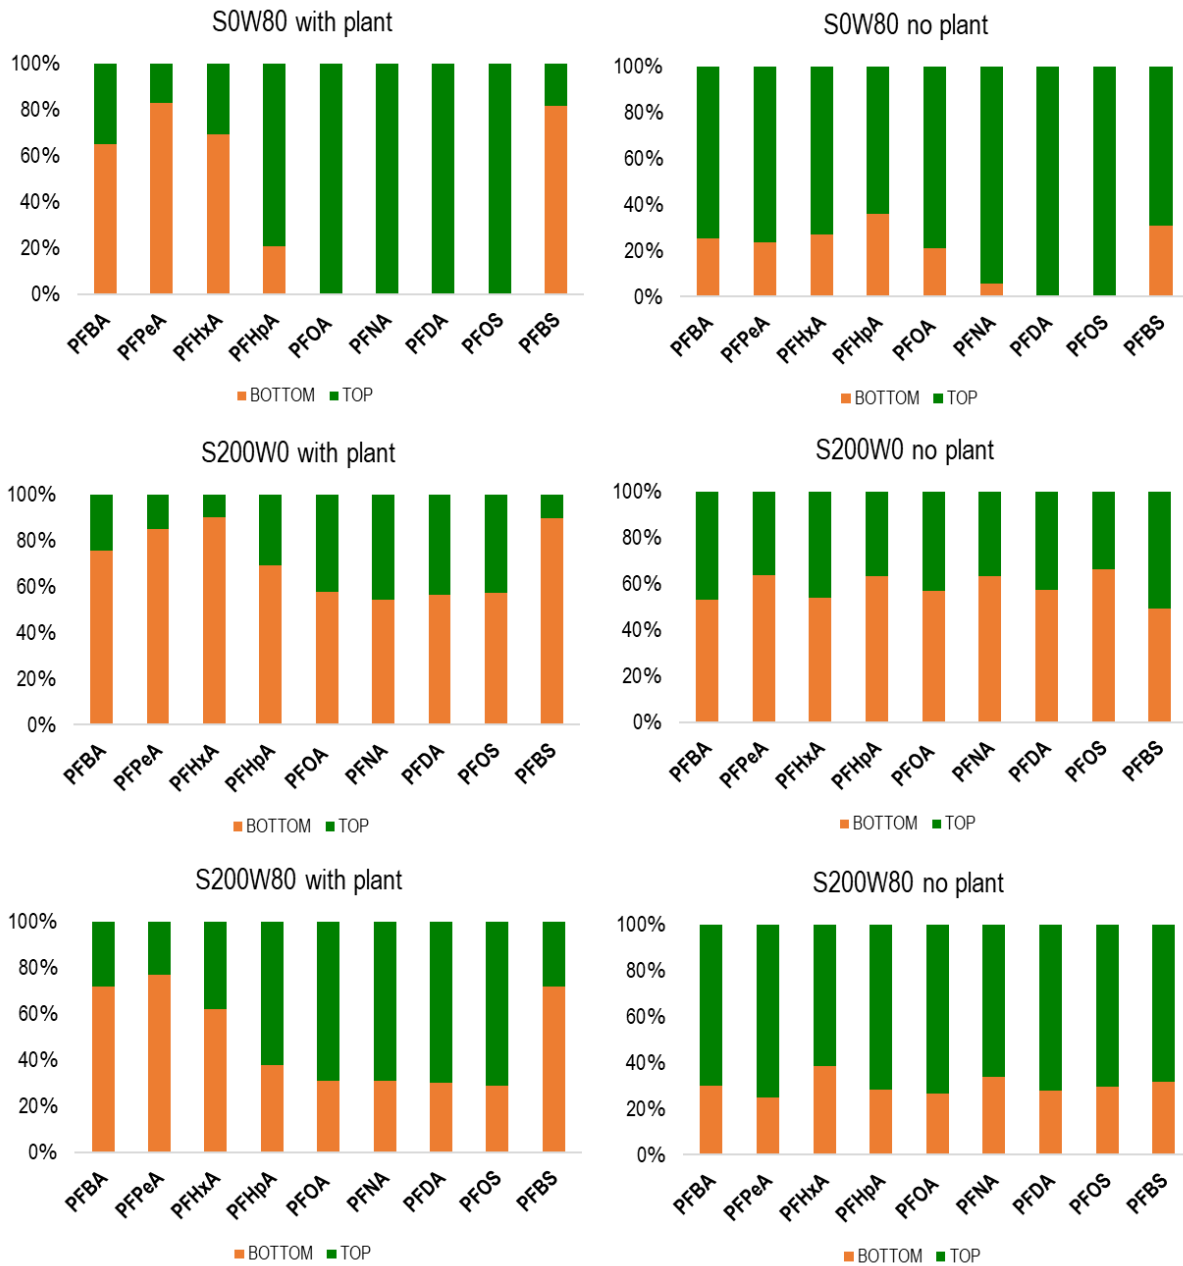 S0W80 with plant
100%
80%
60%
40%
20%
0%
PFBA PFPeA PFHxA PFHpA PFOA PFNA PFDA PFOS PFBS
BOTTOM TOP
S0W80 no plant
100%
80%
60%
40%
20%
0%
PFBA PFPeA PFHxA PFHpA PFOA PFNA PFDA PFOS PFBS
BOTTOM TOP
S200W0 with plant
100%
80%
60%
40%
20%
0%
PFBA PFPeA PFHxA PFHpA PFOA PFNA PFDA PFOS PFBS
BOTTOM TOP
S200W0 no plant
100%
80%
60%
40%
20%
0%
PFBA PFPeA PFHxA PFHpA PFOA PFNA PFDA PFOS PFBS
BOTTOM TOP
S200W80 with plant
100%
80%
60%
40%
20%
0%
PFBA PFPeA PFHxA PFHpA PFOA PFNA PFDA PFOS PFBS
BOTTOM TOP
S200W80 no plant
100%
80%
60%
40%
20%
0%
PFBA PFPeA PFHxA PFHpA PFOA PFNA PFDA PFOS PFBS
BOTTOM TOP